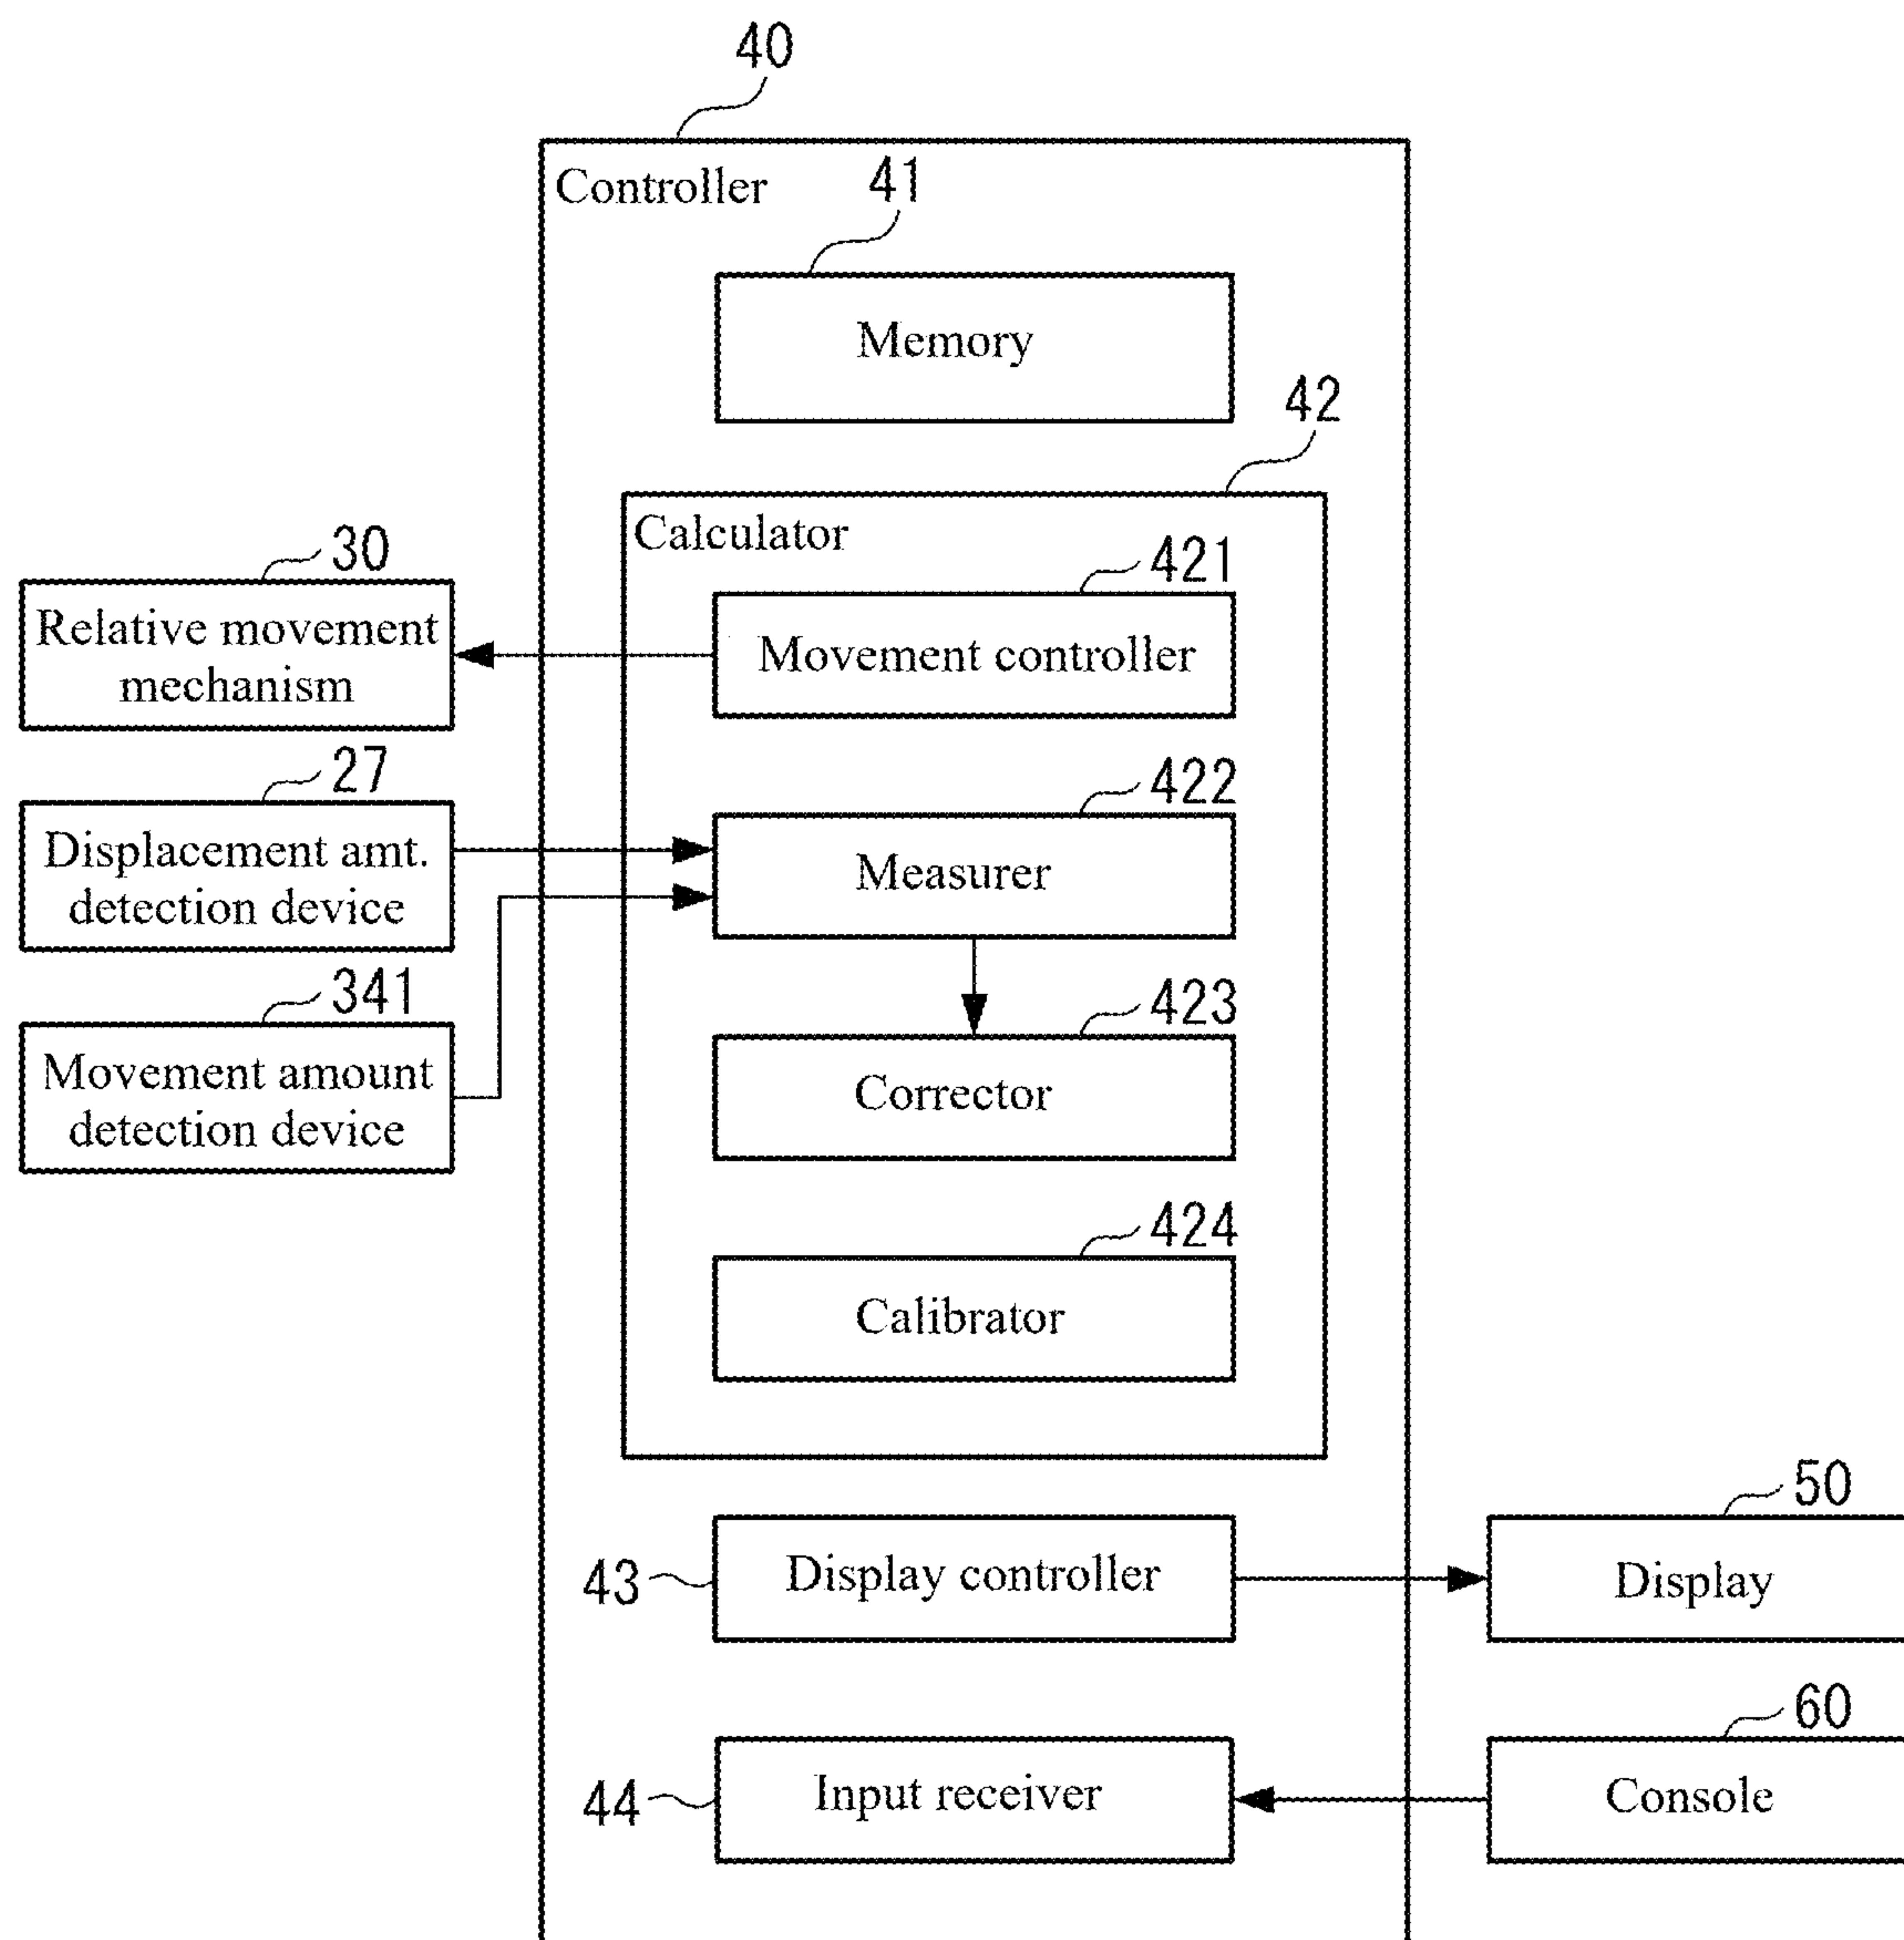 40
Controller
41
Memory
42
Calculator
30
421
Relative movement
mechanism
Movement controller
27
422
Displacement amt.
detection device
Measurer
341
423
Movement amount
detection device
Corrector
424
Calibrator
50
43
Display controller
Display
60
44
Input receiver
Console